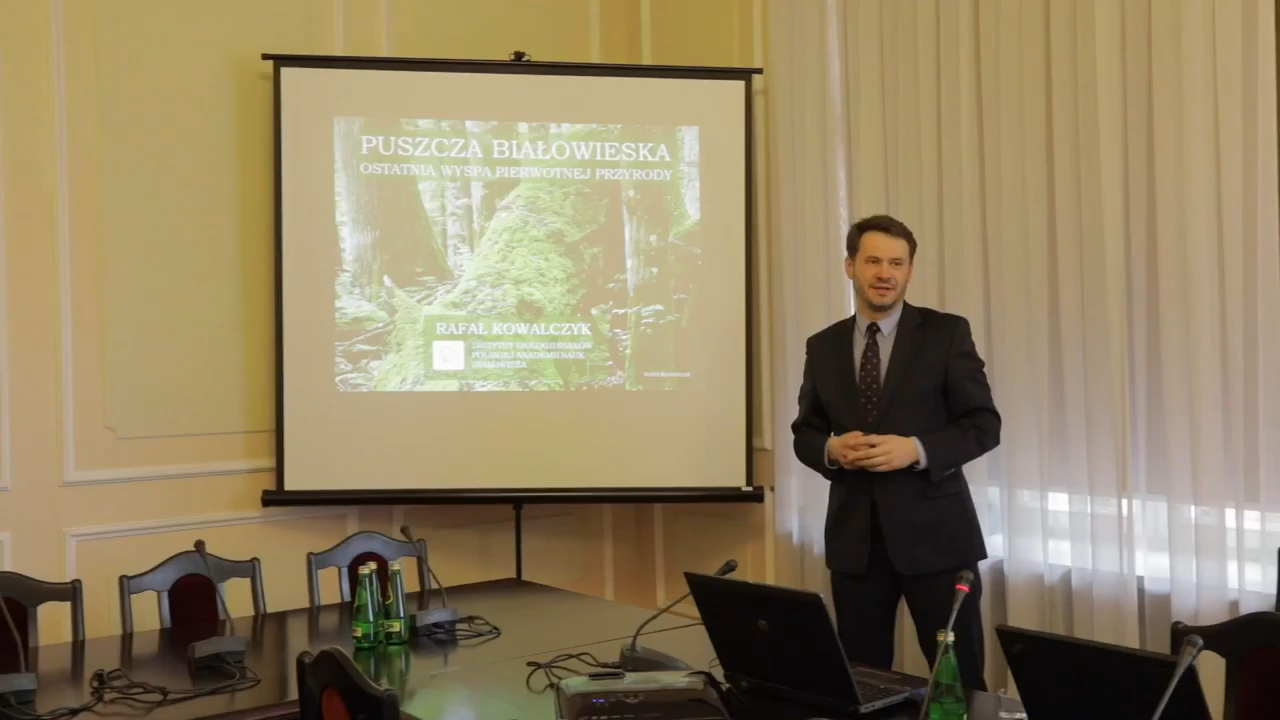 PUSZCZA BIAŁOWIESKA
OSTATNIA WYSPA PIERWOTNEJ PRZYRODY
RAFAŁ KOWALCZYK
INSTYTUT BIOLOGII SSAKÓW
POLSKIEJ AKADEMII NAUK
BIAŁOWIEŻA